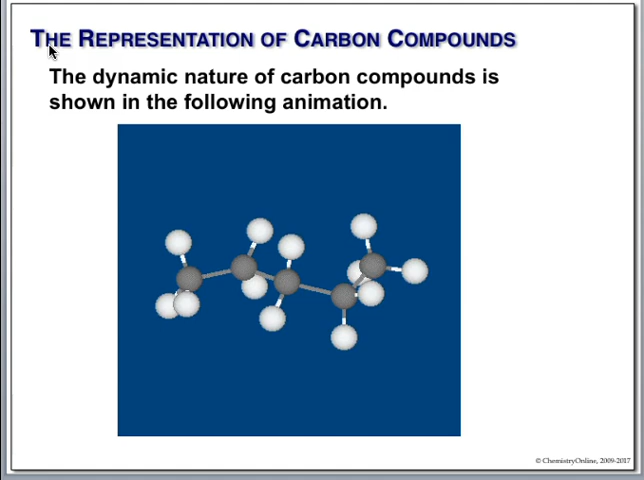 The Representation of Carbon Compounds
The dynamic nature of carbon compounds is
shown in the following animation.
© ChemistryOnline, 2009-2017